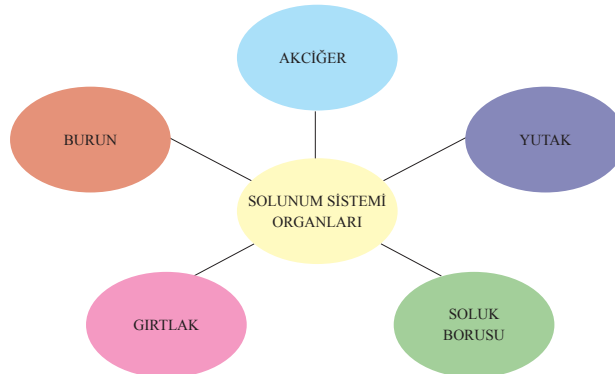 AKCİĞER
BURUN
YUTAK
SOLUNUM SİSTEMİ
ORGANLARI
GIRTLAK
SOLUK
BORUSU